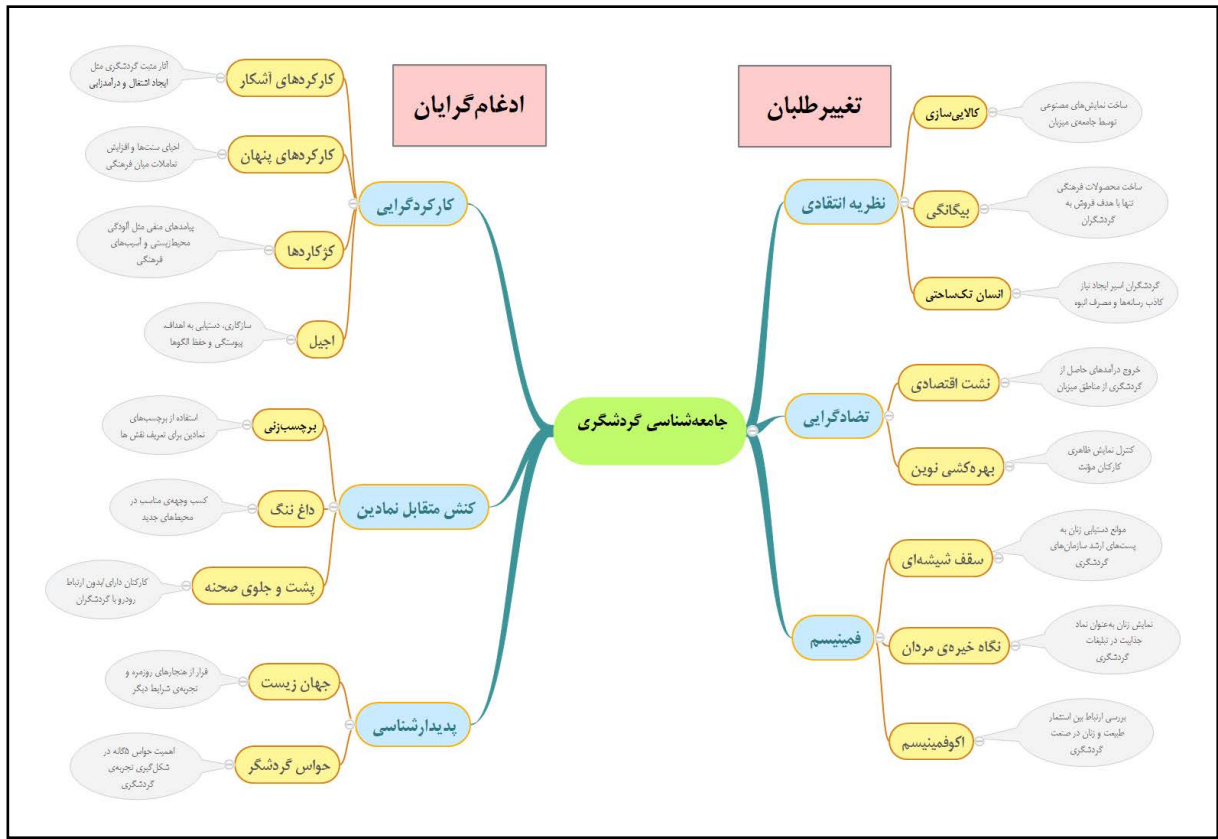 تغییرطلبان
ادغام‌گرایان
جامعه‌شناسی گردشگری
نظریه انتقادی
کالایی‌سازی
ساخت نمایش‌های مصنوعی
توسط جامعه‌ی میزبان
بیگانگی
ساخت محصولات فرهنگی
تنها با هدف فروش به
گردشگران
انسان تک‌ساحتی
گردشگران اسیر ایجاد نیاز
کاذب رسانه‌ها و مصرف انبوه
تضادگرایی
نشت اقتصادی
خروج درآمدهای حاصل از
گردشگری از مناطق میزبان
بهره‌کشی نوین
کنترل نمایش ظاهری
کارکنان مؤنث
فمینیسم
سقف شیشه‌ای
موانع دستیابی زنان به
پست‌های ارشد سازمان‌های
گردشگری
نگاه خیره‌ی مردان
نمایش زنان به‌عنوان نماد
جذابیت در تبلیغات
گردشگری
اکوفمینیسم
بررسی ارتباط بین استثمار
طبیعت و زنان در صنعت
گردشگری
کارکردگرایی
کارکردهای آشکار
آثار مثبت گردشگری مثل
ایجاد اشتغال و درآمدزایی
کارکردهای پنهان
احیای سنت‌ها و افزایش
تعاملات میان فرهنگی
کژکاردها
پیامدهای منفی مثل آلودگی
محیط‌زیستی و آسیب‌های
فرهنگی
اجیل
سازگاری، دستیابی به اهداف،
پیوستگی و حفظ الگوها
کنش متقابل نمادین
برچسب‌زنی
استفاده از برچسب‌های
نمادین برای تعریف نقش ها
داغ ننگ
کسب وجهه‌ی مناسب در
محیط‌های جدید
پشت و جلوی صحنه
کارکنان دارای/بدون ارتباط
رودررو با گردشگران
پدیدارشناسی
جهان زیست
فرار از هنجارهای روزمره و
تجربه‌ی شرایط دیگر
حواس گردشگر
اهمیت حواس ۵گانه در
شکل‌گیری تجربه‌ی
گردشگری